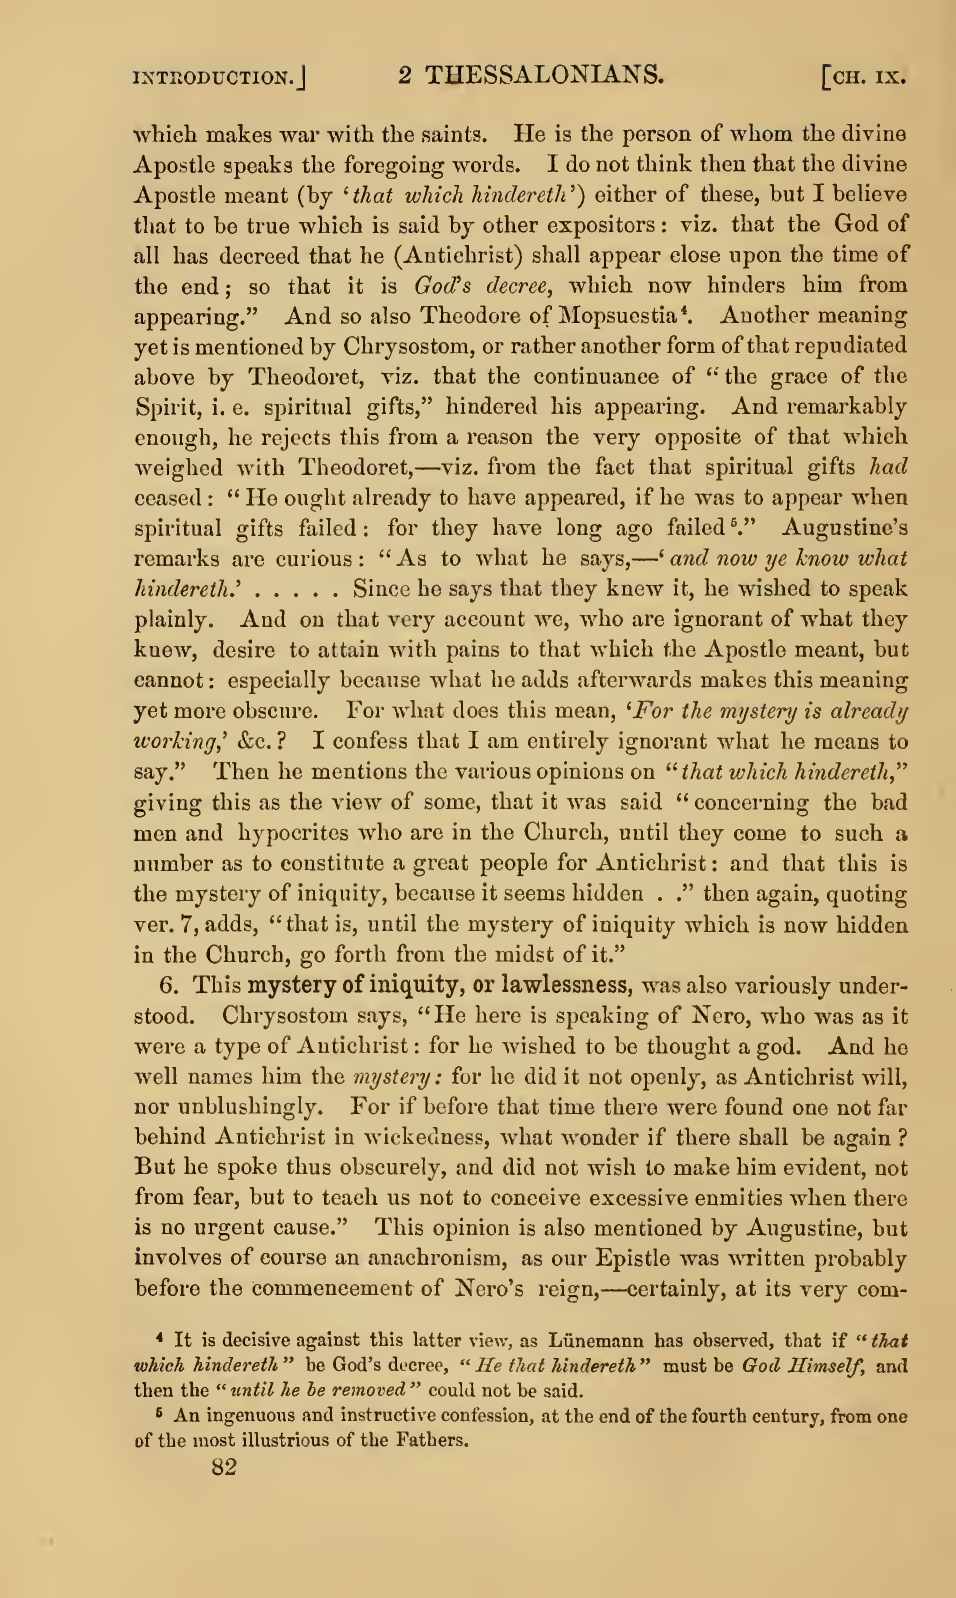 INTRODUCTION.] 2 THESSALONIANS. [CH. IX.
which makes war with the saints. He is the person of whom the divine
Apostle speaks the foregoing words. I do not think then that the divine
Apostle meant (by ‘that which hindereth’) either of these, but I believe
that to be true which is said by other expositors: viz. that the God of
all has decreed that he (Antichrist) shall appear close upon the time of
the end; so that it is God's decree, which now hinders him from
appearing.” And so also Theodore of Mopsuestia⁴. Another meaning
yet is mentioned by Chrysostom, or rather another form of that repudiated
above by Theodoret, viz. that the continuance of “the grace of the
Spirit, i. e. spiritual gifts,” hindered his appearing. And remarkably
enough, he rejects this from a reason the very opposite of that which
weighed with Theodoret,—viz. from the fact that spiritual gifts had
ceased: “He ought already to have appeared, if he was to appear when
spiritual gifts failed: for they have long ago failed⁵.” Augustine's
remarks are curious: “As to what he says,—‘and now ye know what
hindereth.’ . . . . . Since he says that they knew it, he wished to speak
plainly. And on that very account we, who are ignorant of what they
knew, desire to attain with pains to that which the Apostle meant, but
cannot: especially because what he adds afterwards makes this meaning
yet more obscure. For what does this mean, ‘For the mystery is already
working,’ &c.? I confess that I am entirely ignorant what he means to
say.” Then he mentions the various opinions on “that which hindereth,”
giving this as the view of some, that it was said “concerning the bad
men and hypocrites who are in the Church, until they come to such a
number as to constitute a great people for Antichrist: and that this is
the mystery of iniquity, because it seems hidden . .” then again, quoting
ver. 7, adds, “that is, until the mystery of iniquity which is now hidden
in the Church, go forth from the midst of it.”
6. This mystery of iniquity, or lawlessness, was also variously under-
stood. Chrysostom says, “He here is speaking of Nero, who was as it
were a type of Antichrist: for he wished to be thought a god. And he
well names him the mystery: for he did it not openly, as Antichrist will,
nor unblushingly. For if before that time there were found one not far
behind Antichrist in wickedness, what wonder if there shall be again?
But he spoke thus obscurely, and did not wish to make him evident, not
from fear, but to teach us not to conceive excessive enmities when there
is no urgent cause.” This opinion is also mentioned by Augustine, but
involves of course an anachronism, as our Epistle was written probably
before the commencement of Nero's reign,—certainly, at its very com-
⁴ It is decisive against this latter view, as Lünemann has observed, that if “that
which hindereth” be God's decree, “He that hindereth” must be God Himself, and
then the “until he be removed” could not be said.
⁵ An ingenuous and instructive confession, at the end of the fourth century, from one
of the most illustrious of the Fathers.
82